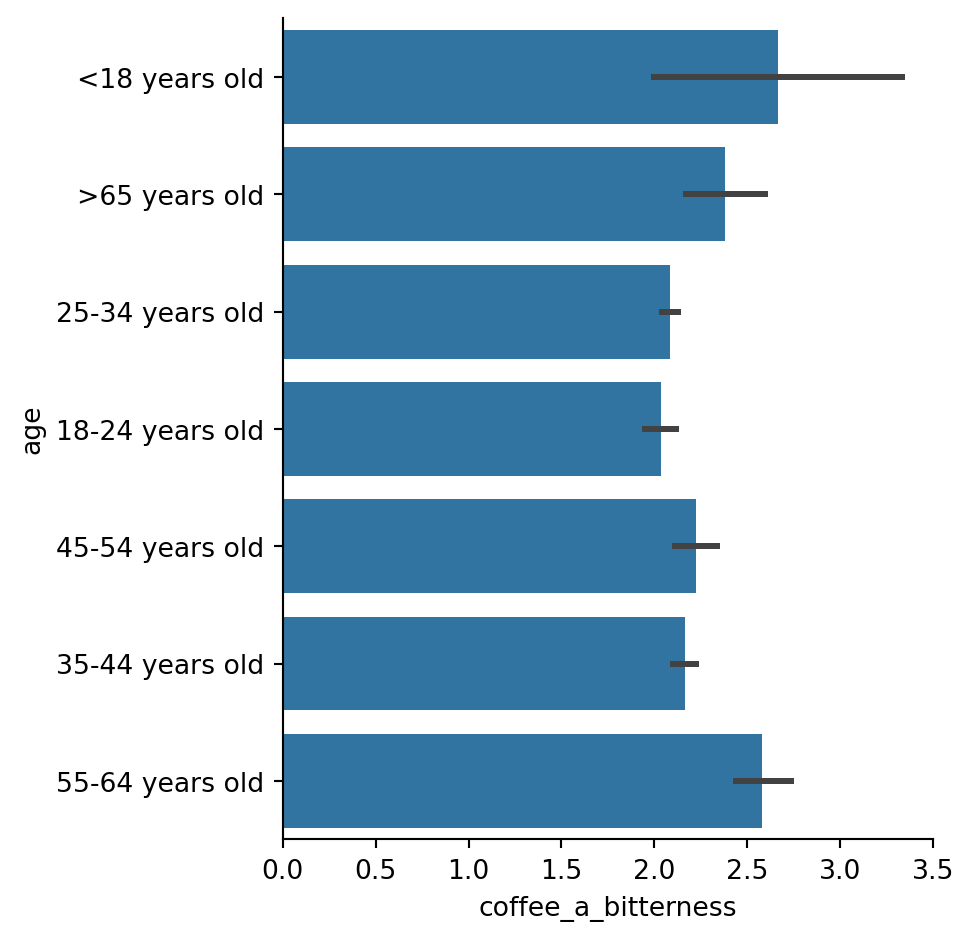 <18 years old
>65 years old
25-34 years old
18-24 years old
45-54 years old
35-44 years old
55-64 years old
age
0.0 0.5 1.0 1.5 2.0 2.5 3.0 3.5
coffee_a_bitterness